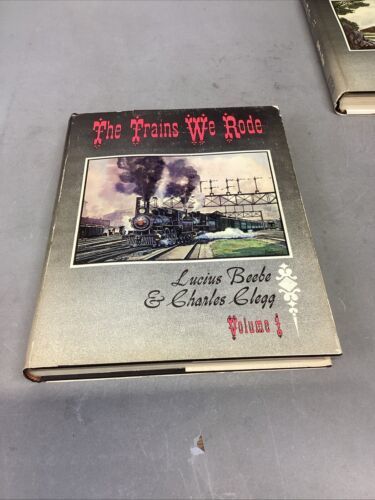 The Trains We Rode
Lucius Beebe
& Charles Clegg
Volume